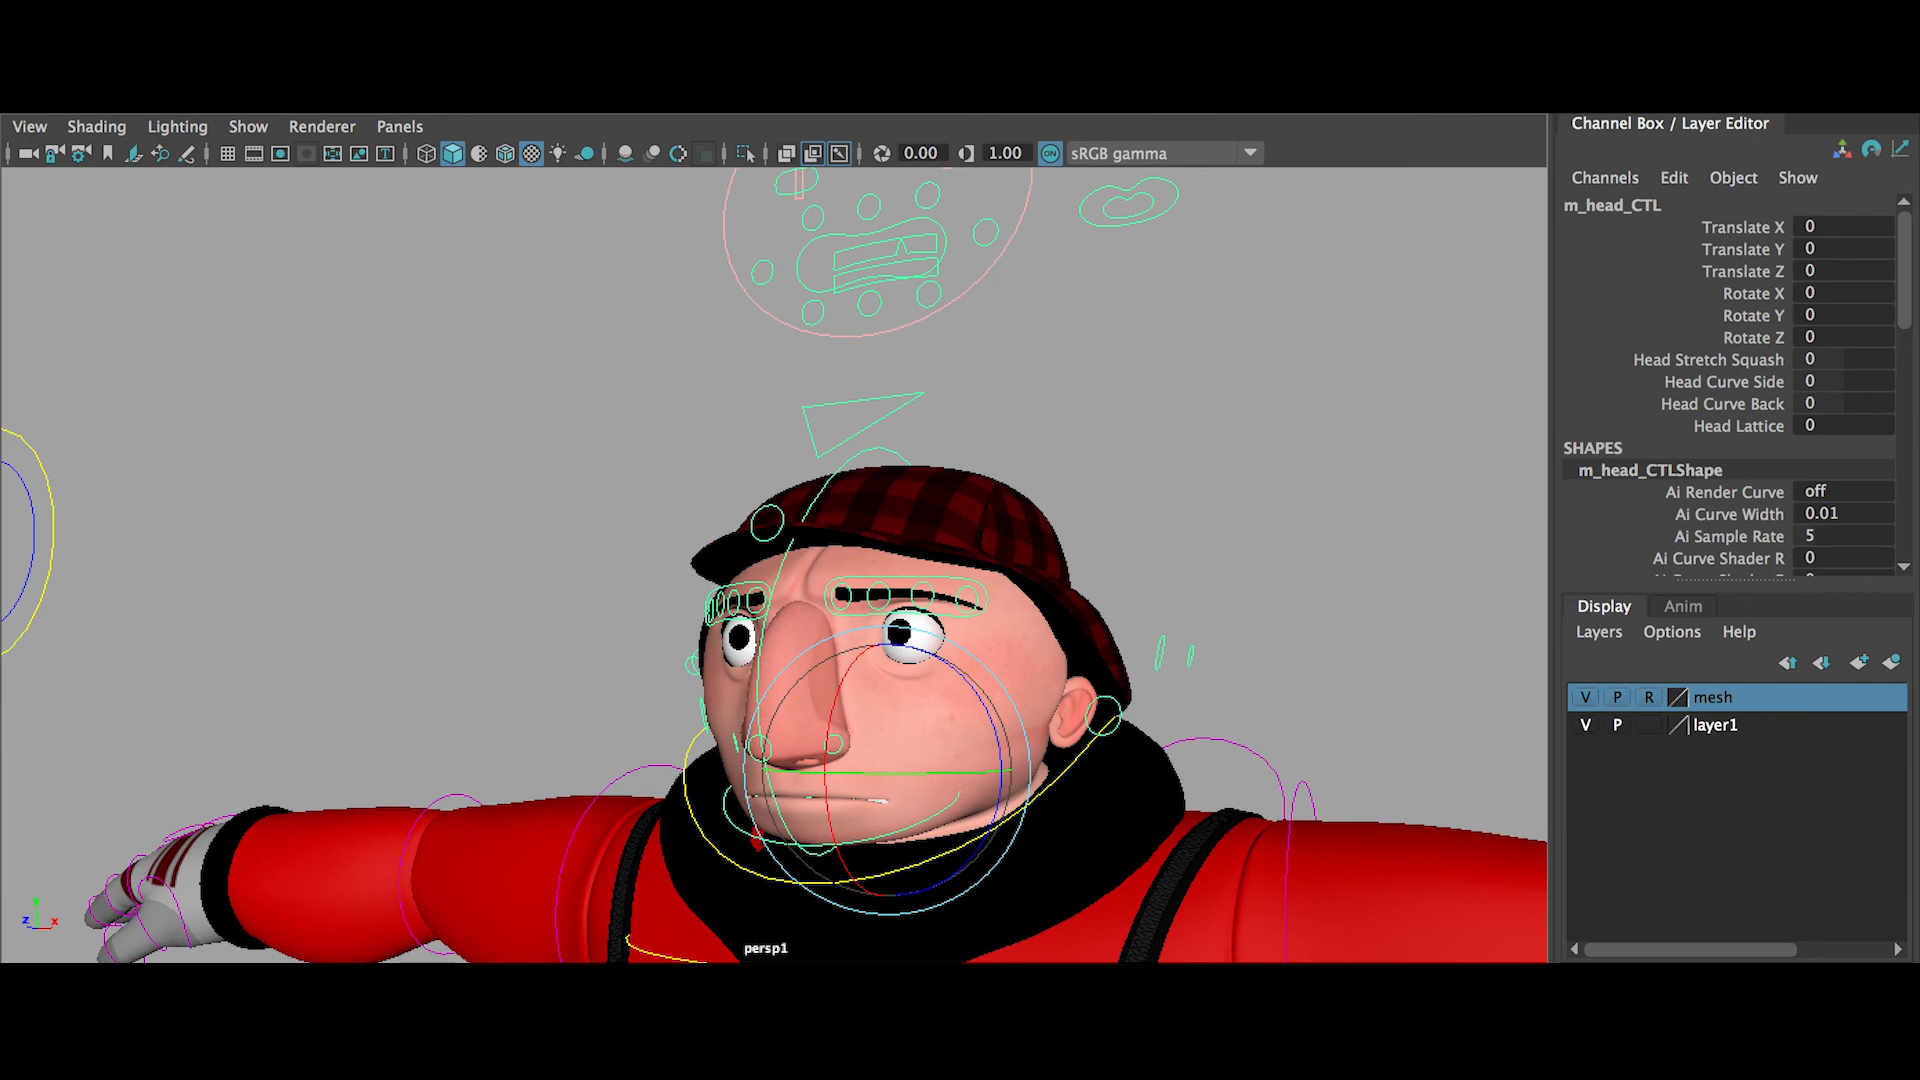 View Shading Lighting Show Renderer Panels
0.00 1.00 ON sRGB gamma
persp1
y
z x
Channel Box / Layer Editor
Channels Edit Object Show
m_head_CTL
Translate X 0
Translate Y 0
Translate Z 0
Rotate X 0
Rotate Y 0
Rotate Z 0
Head Stretch Squash 0
Head Curve Side 0
Head Curve Back 0
Head Lattice 0
SHAPES
m_head_CTLShape
Ai Render Curve off
Ai Curve Width 0.01
Ai Sample Rate 5
Ai Curve Shader R 0
Display Anim
Layers Options Help
V P R mesh
V P layer1